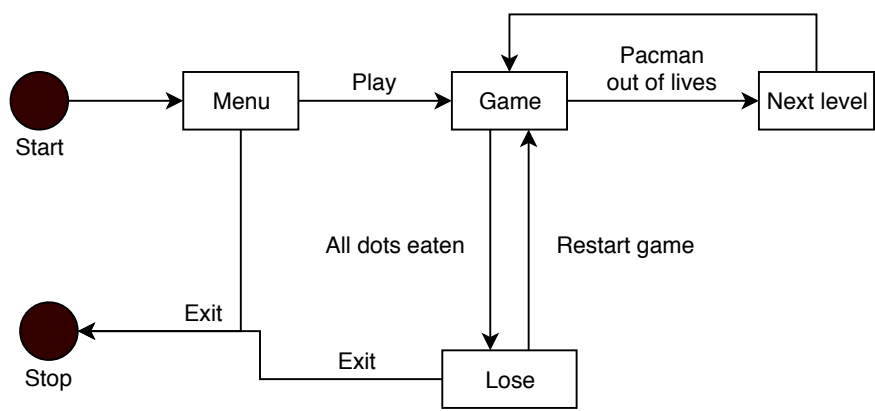 Start
Menu
Play
Game
Pacman
out of lives
Next level
All dots eaten
Restart game
Exit
Stop
Exit
Lose